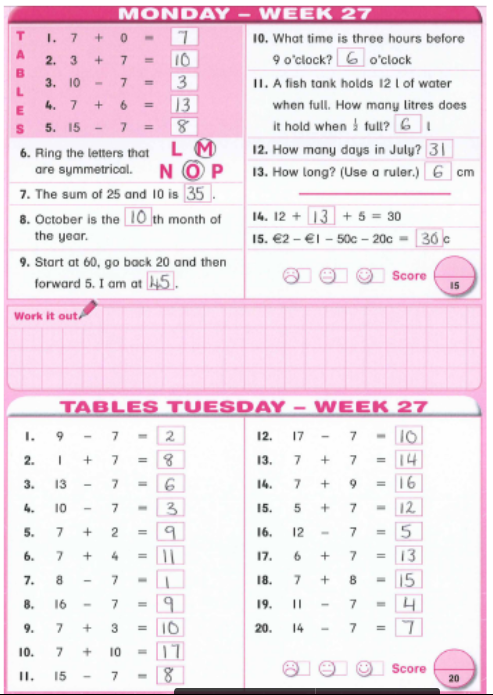 MONDAY – WEEK 27
TABLES
1. 7 + 0 = 7
2. 3 + 7 = 10
3. 10 – 7 = 3
4. 7 + 6 = 13
5. 15 – 7 = 8
6. Ring the letters that
are symmetrical.
L M
N O P
7. The sum of 25 and 10 is 35.
8. October is the 10th month of
the year.
9. Start at 60, go back 20 and then
forward 5. I am at 45.
10. What time is three hours before
9 o'clock? 6 o'clock
11. A fish tank holds 12 l of water
when full. How many litres does
it hold when ½ full? 6 l
12. How many days in July? 31
13. How long? (Use a ruler.) 6 cm
14. 12 + 13 + 5 = 30
15. €2 – €1 – 50c – 20c = 30c
Score
15
Work it out
TABLES TUESDAY – WEEK 27
1. 9 – 7 = 2
2. 1 + 7 = 8
3. 13 – 7 = 6
4. 10 – 7 = 3
5. 7 + 2 = 9
6. 7 + 4 = 11
7. 8 – 7 = 1
8. 16 – 7 = 9
9. 7 + 3 = 10
10. 7 + 10 = 17
11. 15 – 7 = 8
12. 17 – 7 = 10
13. 7 + 7 = 14
14. 7 + 9 = 16
15. 5 + 7 = 12
16. 12 – 7 = 5
17. 6 + 7 = 13
18. 7 + 8 = 15
19. 11 – 7 = 4
20. 14 – 7 = 7
Score
20